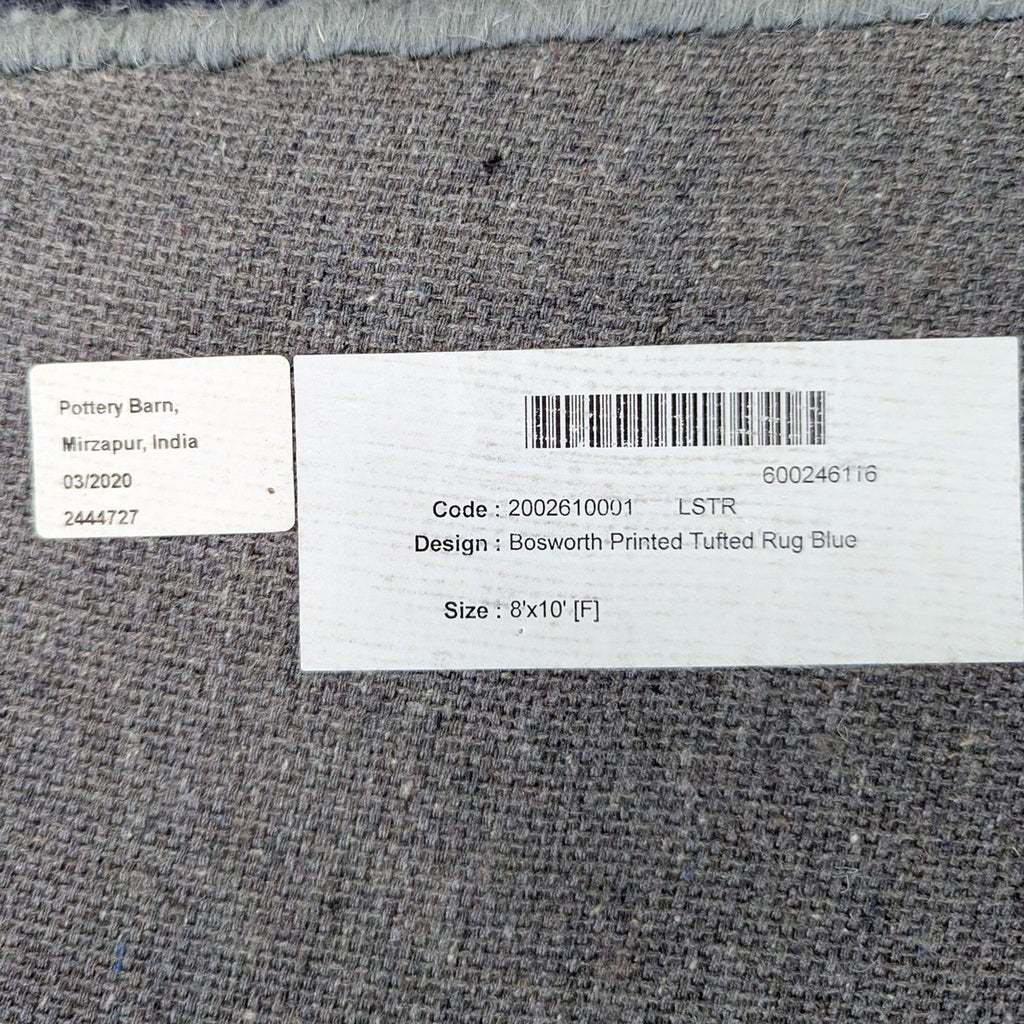 Pottery Barn,
Mirzapur, India
03/2020
2444727
600246116
Code : 2002610001 LSTR
Design : Bosworth Printed Tufted Rug Blue
Size : 8'x10' [F]